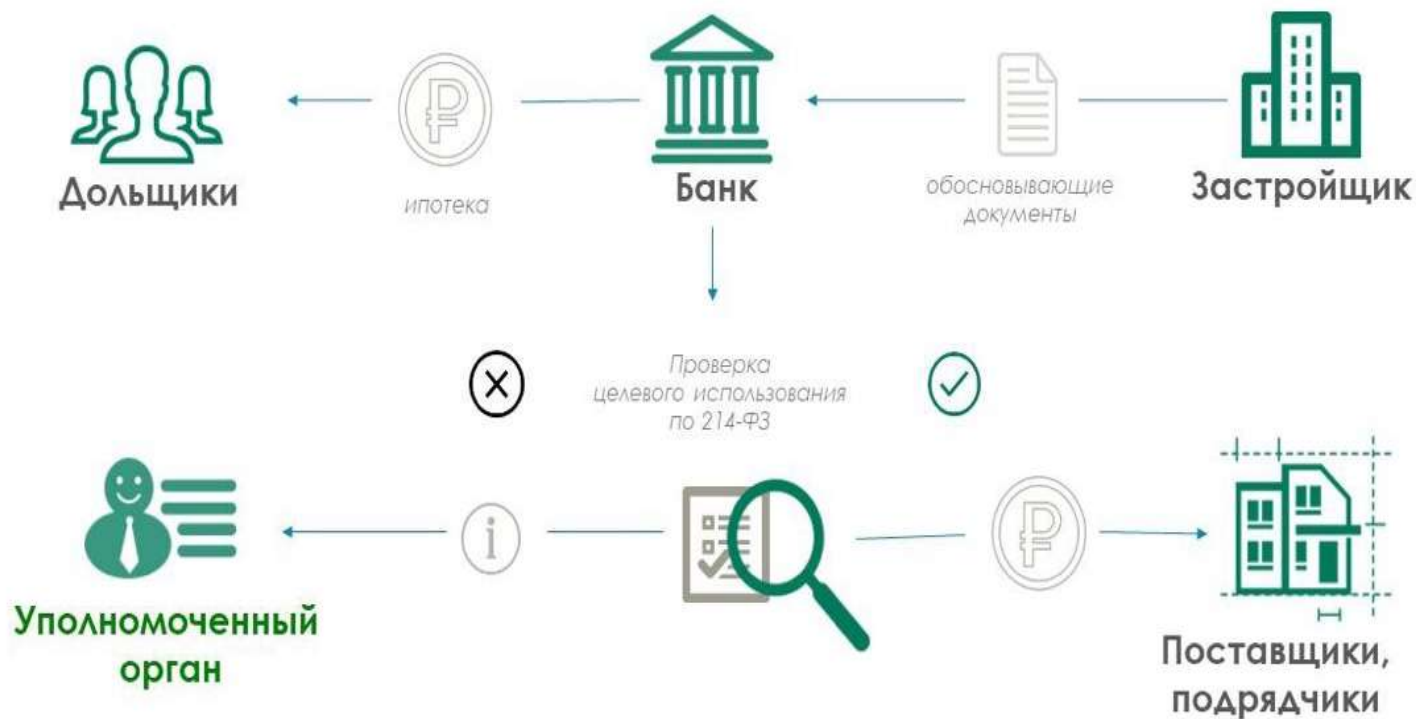 Дольщики
ипотека
Банк
обосновывающие
документы
Застройщик
Проверка
целевого использования
по 214-ФЗ
i
Уполномоченный
орган
Поставщики,
подрядчики